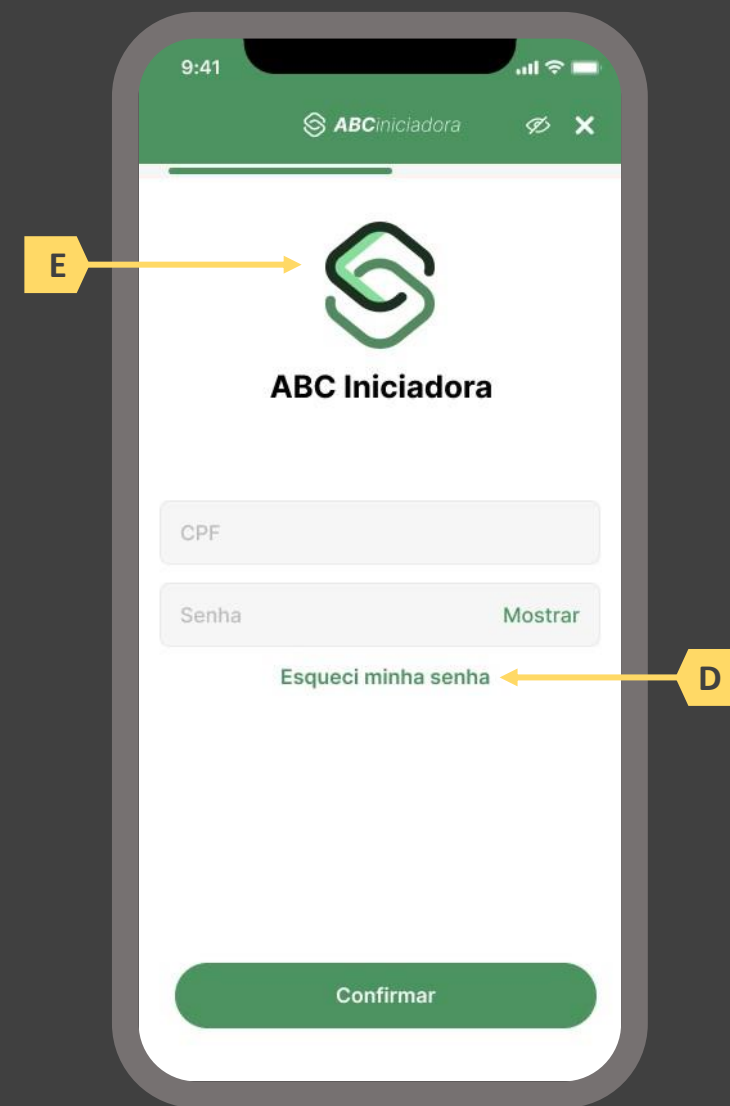 9:41
ABCiniciadora
E
ABC Iniciadora
CPF
Senha Mostrar
Esqueci minha senha
D
Confirmar